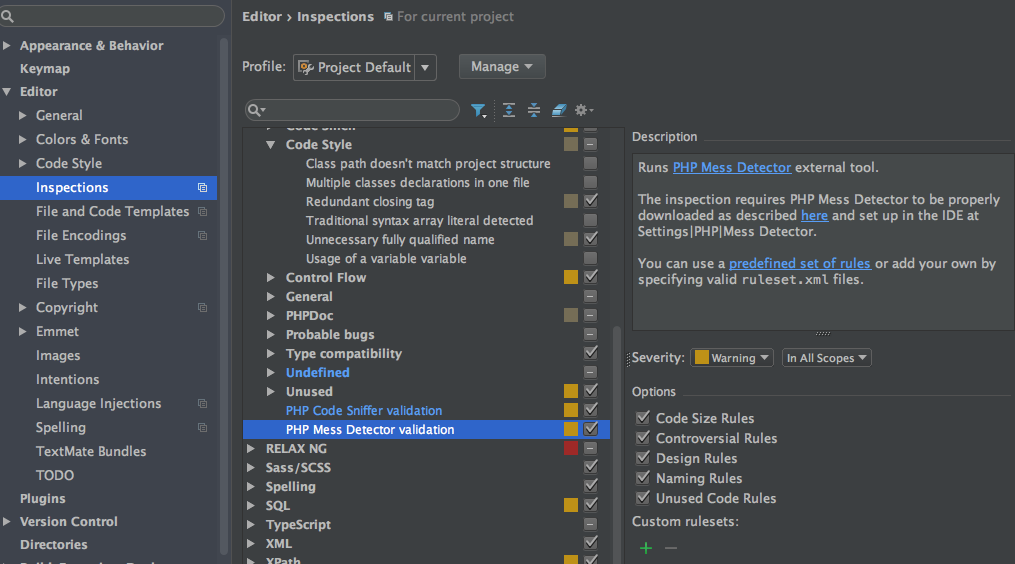 Editor › Inspections For current project
Appearance & Behavior
Keymap
Editor
General
Colors & Fonts
Code Style
Inspections
File and Code Templates
File Encodings
Live Templates
File Types
Copyright
Emmet
Images
Intentions
Language Injections
Spelling
TextMate Bundles
TODO
Plugins
Version Control
Directories
Profile: Project Default Manage
Code Style
Class path doesn't match project structure
Multiple classes declarations in one file
Redundant closing tag
Traditional syntax array literal detected
Unnecessary fully qualified name
Usage of a variable variable
Control Flow
General
PHPDoc
Probable bugs
Type compatibility
Undefined
Unused
PHP Code Sniffer validation
PHP Mess Detector validation
RELAX NG
Sass/SCSS
Spelling
SQL
TypeScript
XML
XPath
Description
Runs PHP Mess Detector external tool.
The inspection requires PHP Mess Detector to be properly
downloaded as described here and set up in the IDE at
Settings|PHP|Mess Detector.
You can use a predefined set of rules or add your own by
specifying valid ruleset.xml files.
Severity: Warning In All Scopes
Options
Code Size Rules
Controversial Rules
Design Rules
Naming Rules
Unused Code Rules
Custom rulesets: